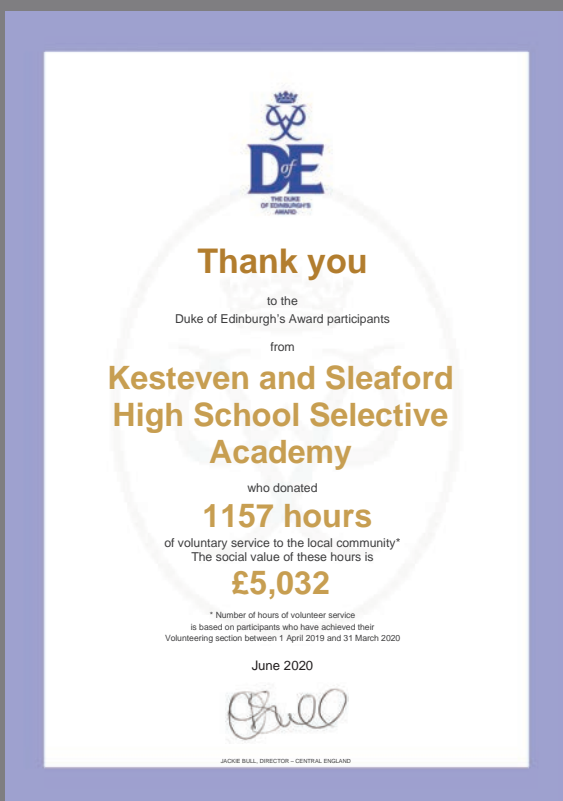 DofE
THE DUKE
OF EDINBURGH'S
AWARD
Thank you
to the
Duke of Edinburgh's Award participants
from
Kesteven and Sleaford
High School Selective
Academy
who donated
1157 hours
of voluntary service to the local community*
The social value of these hours is
£5,032
* Number of hours of volunteer service
is based on participants who have achieved their
Volunteering section between 1 April 2019 and 31 March 2020
June 2020
JACKIE BULL, DIRECTOR – CENTRAL ENGLAND